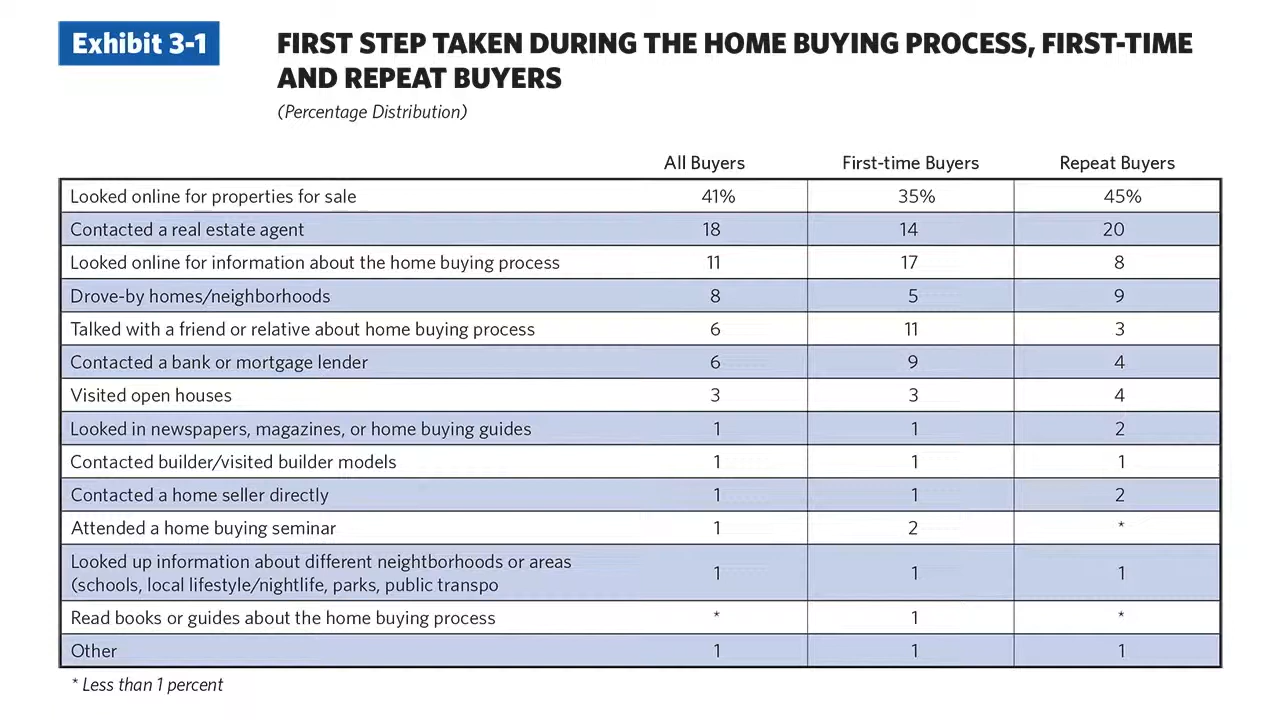 Exhibit 3-1
FIRST STEP TAKEN DURING THE HOME BUYING PROCESS, FIRST-TIME
AND REPEAT BUYERS
(Percentage Distribution)
All Buyers First-time Buyers Repeat Buyers
Looked online for properties for sale 41% 35% 45%
Contacted a real estate agent 18 14 20
Looked online for information about the home buying process 11 17 8
Drove-by homes/neighborhoods 8 5 9
Talked with a friend or relative about home buying process 6 11 3
Contacted a bank or mortgage lender 6 9 4
Visited open houses 3 3 4
Looked in newspapers, magazines, or home buying guides 1 1 2
Contacted builder/visited builder models 1 1 1
Contacted a home seller directly 1 1 2
Attended a home buying seminar 1 2 *
Looked up information about different neightborhoods or areas
(schools, local lifestyle/nightlife, parks, public transpo 1 1 1
Read books or guides about the home buying process * 1 *
Other 1 1 1
* Less than 1 percent